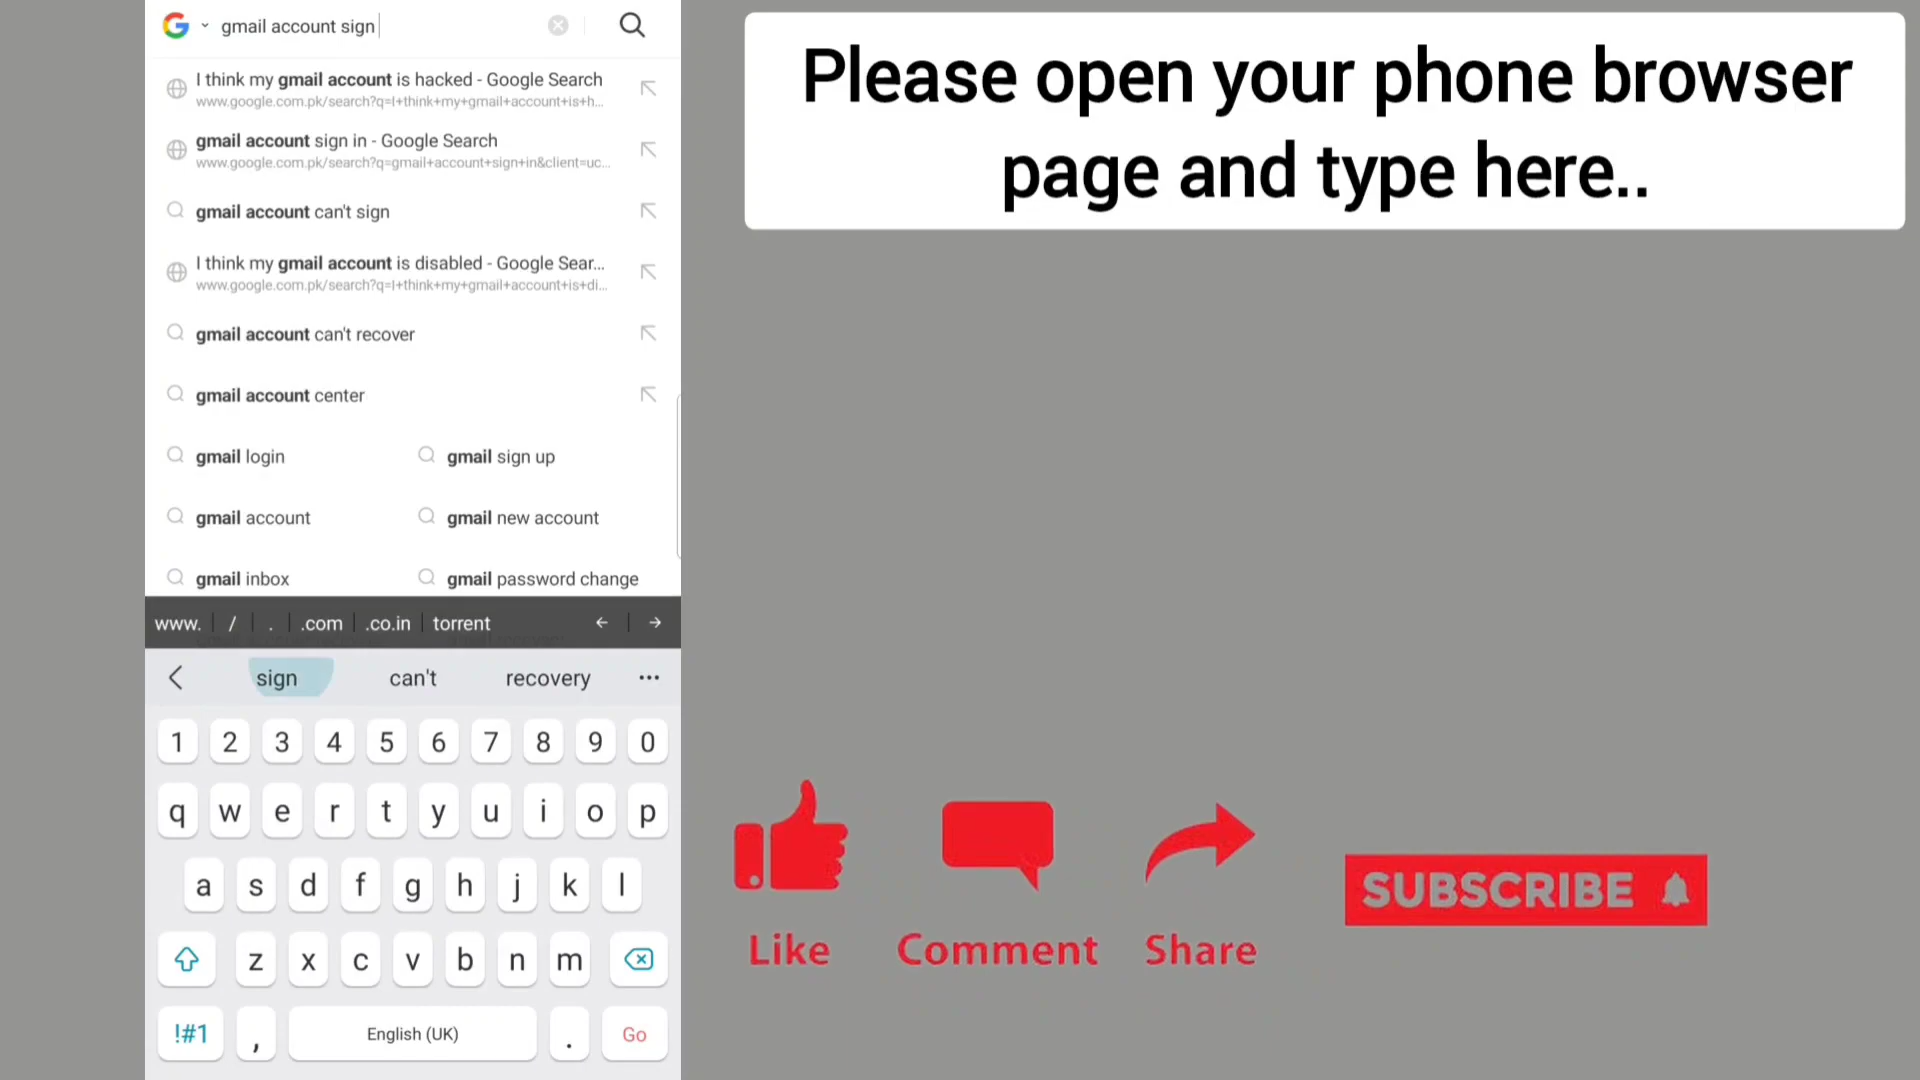 gmail account sign
I think my gmail account is hacked - Google Search
www.google.com.pk/search?q=I+think+my+gmail+account+is+h...
gmail account sign in - Google Search
www.google.com.pk/search?q=gmail+account+sign+in&client=uc...
gmail account can't sign
I think my gmail account is disabled - Google Sear...
www.google.com.pk/search?q=I+think+my+gmail+account+is+di...
gmail account can't recover
gmail account center
gmail login
gmail sign up
gmail account
gmail new account
gmail inbox
gmail password change
www. / . .com .co.in torrent
sign can't recovery ...
1 2 3 4 5 6 7 8 9 0
q w e r t y u i o p
a s d f g h j k l
z x c v b n m
!#1 , English (UK) . Go
Please open your phone browser
page and type here..
Like Comment Share
SUBSCRIBE